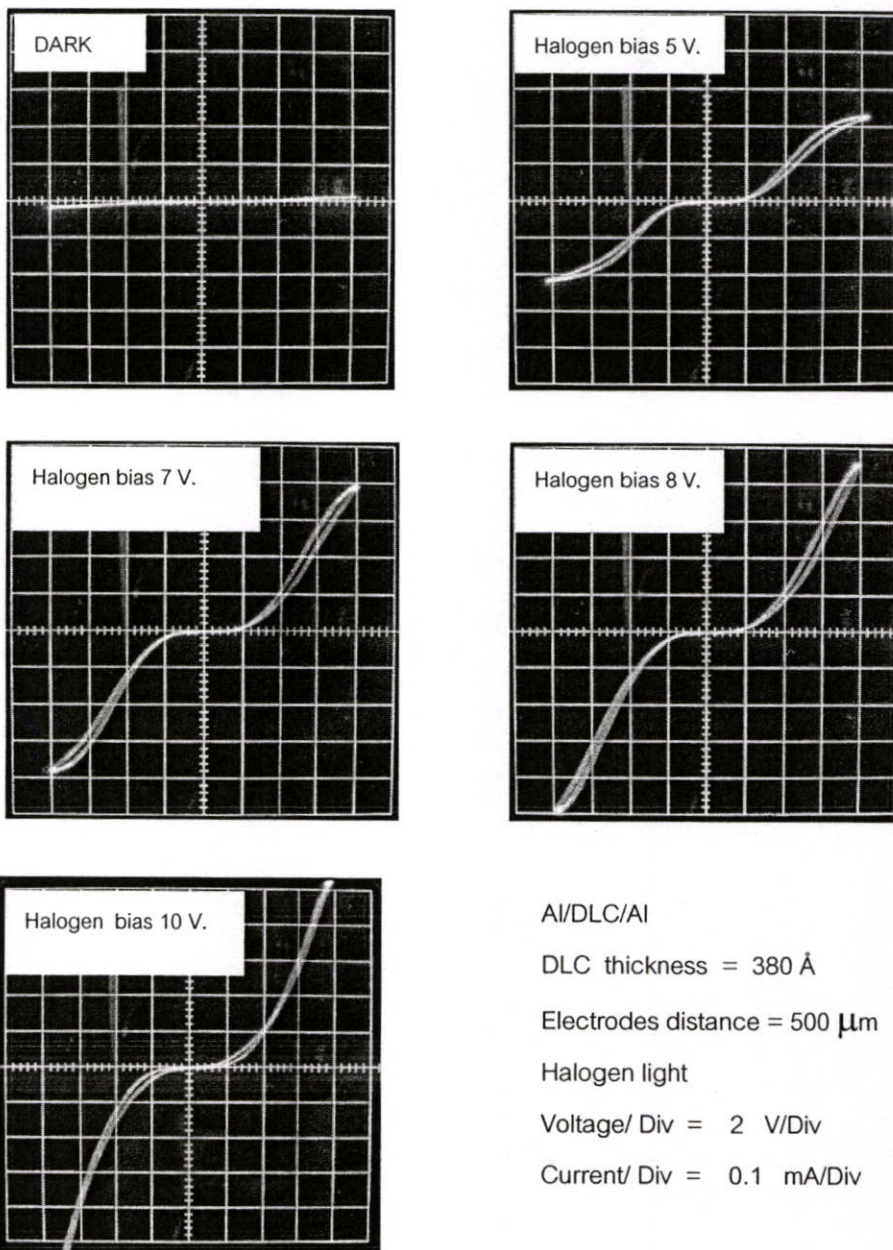 DARK
Halogen bias 5 V.
Halogen bias 7 V.
Halogen bias 8 V.
Halogen bias 10 V.
Al/DLC/Al
DLC thickness = 380 Å
Electrodes distance = 500 μm
Halogen light
Voltage/ Div = 2 V/Div
Current/ Div = 0.1 mA/Div